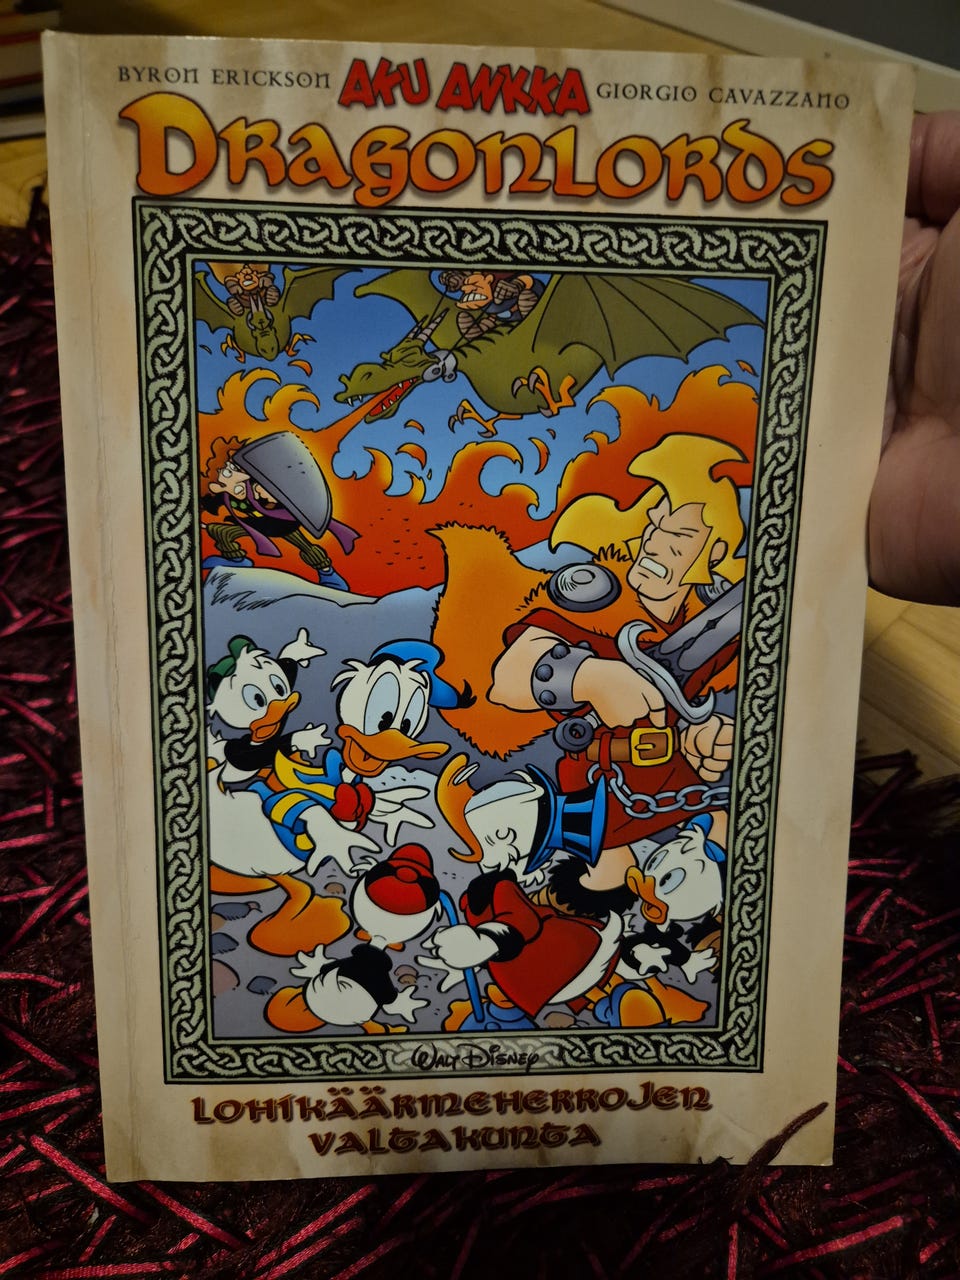 BYRON ERICKSON AKU ANKKA GIORGIO CAVAZZANO
DRAGONLORDS
WALT DISNEY
LOHIKÄÄRMEHERROJEN
VALTAKUNTA